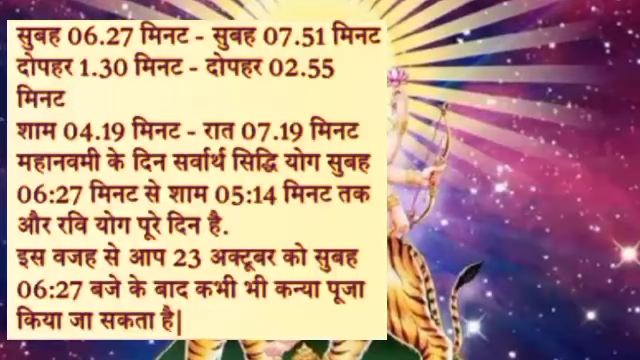 सुबह 06.27 मिनट - सुबह 07.51 मिनट
दोपहर 1.30 मिनट - दोपहर 02.55
मिनट
शाम 04.19 मिनट - रात 07.19 मिनट
महानवमी के दिन सर्वार्थ सिद्धि योग सुबह
06:27 मिनट से शाम 05:14 मिनट तक
और रवि योग पूरे दिन है.
इस वजह से आप 23 अक्टूबर को सुबह
06:27 बजे के बाद कभी भी कन्या पूजा
किया जा सकता है|